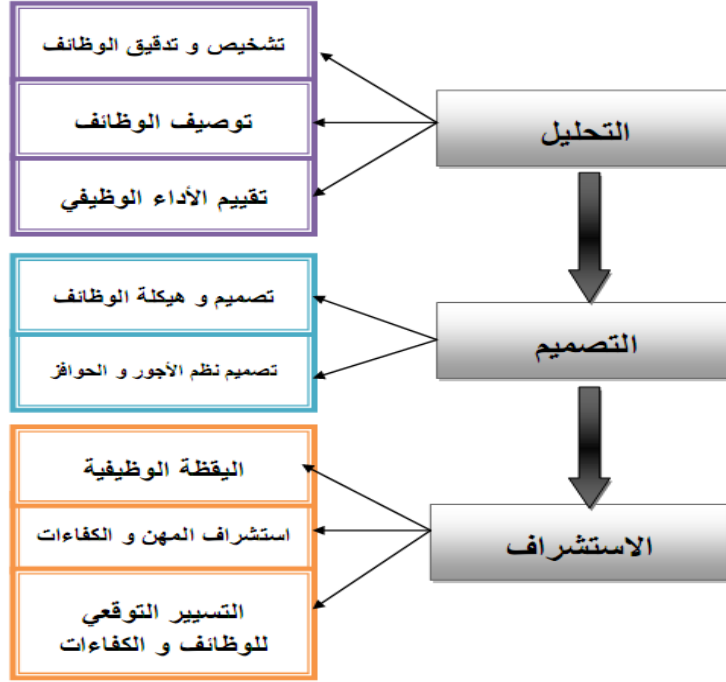 التحليل
تشخيص و تدقيق الوظائف
توصيف الوظائف
تقييم الأداء الوظيفي
التصميم
تصميم و هيكلة الوظائف
تصميم نظم الأجور و الحوافز
الاستشراف
اليقظة الوظيفية
استشراف المهن و الكفاءات
التسيير التوقعي
للوظائف و الكفاءات